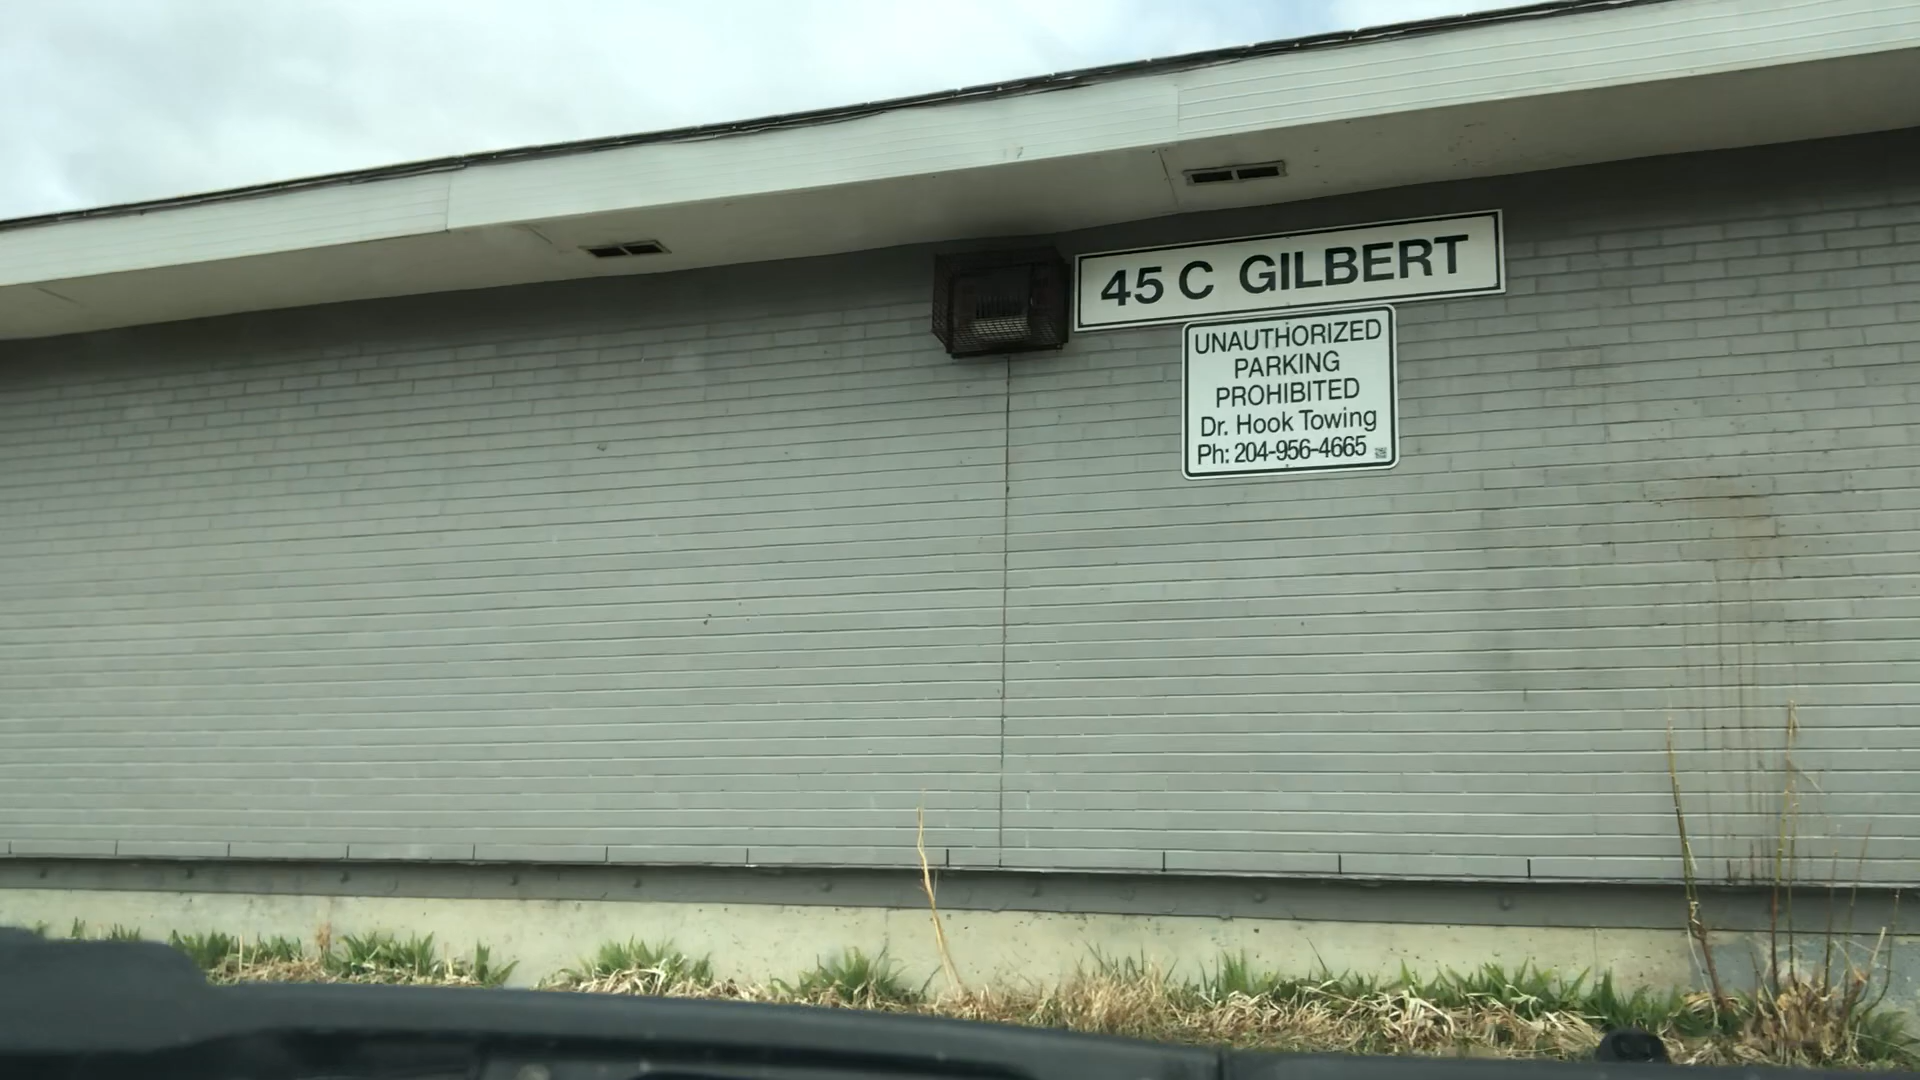 45 C GILBERT
UNAUTHORIZED
PARKING
PROHIBITED
Dr. Hook Towing
Ph: 204-956-4665